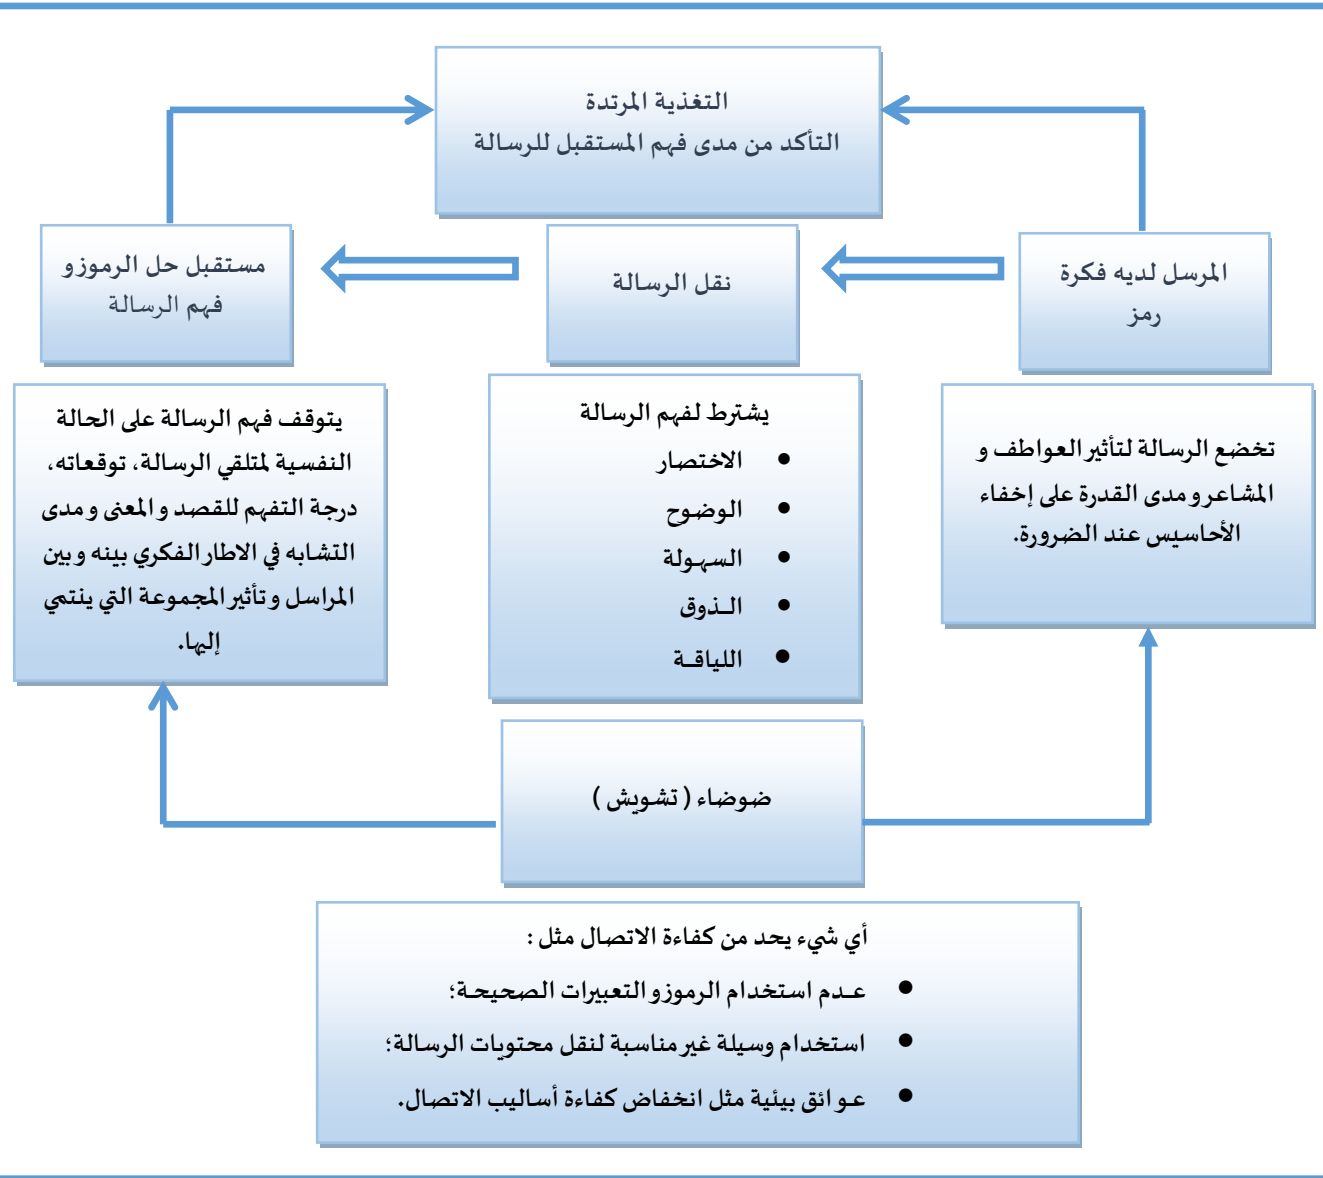 التغذية المرتدة
التأكد من مدى فهم المستقبل للرسالة
المرسل لديه فكرة
رمز
نقل الرسالة
مستقبل حل الرموز و
فهم الرسالة
تخضع الرسالة لتأثير العواطف و
المشاعر ومدى القدرة على إخفاء
الأحاسيس عند الضرورة.
يشترط لفهم الرسالة
• الاختصار
• الوضوح
• السهولة
• الـذوق
• اللياقـة
يتوقف فهم الرسالة على الحالة
النفسية لمتلقي الرسالة، توقعاته،
درجة التفهم للقصد و المعنى ومدى
التشابه في الاطار الفكري بينه وبين
المراسل و تأثير المجموعة التي ينتمي
إليها.
ضوضاء ( تشويش )
أي شيء يحد من كفاءة الاتصال مثل :
• عـدم استخدام الرموز و التعبيرات الصحيحـة؛
• استخدام وسيلة غير مناسبة لنقل محتويات الرسالة؛
• عـوائق بيئية مثل انخفاض كفاءة أساليب الاتصال.